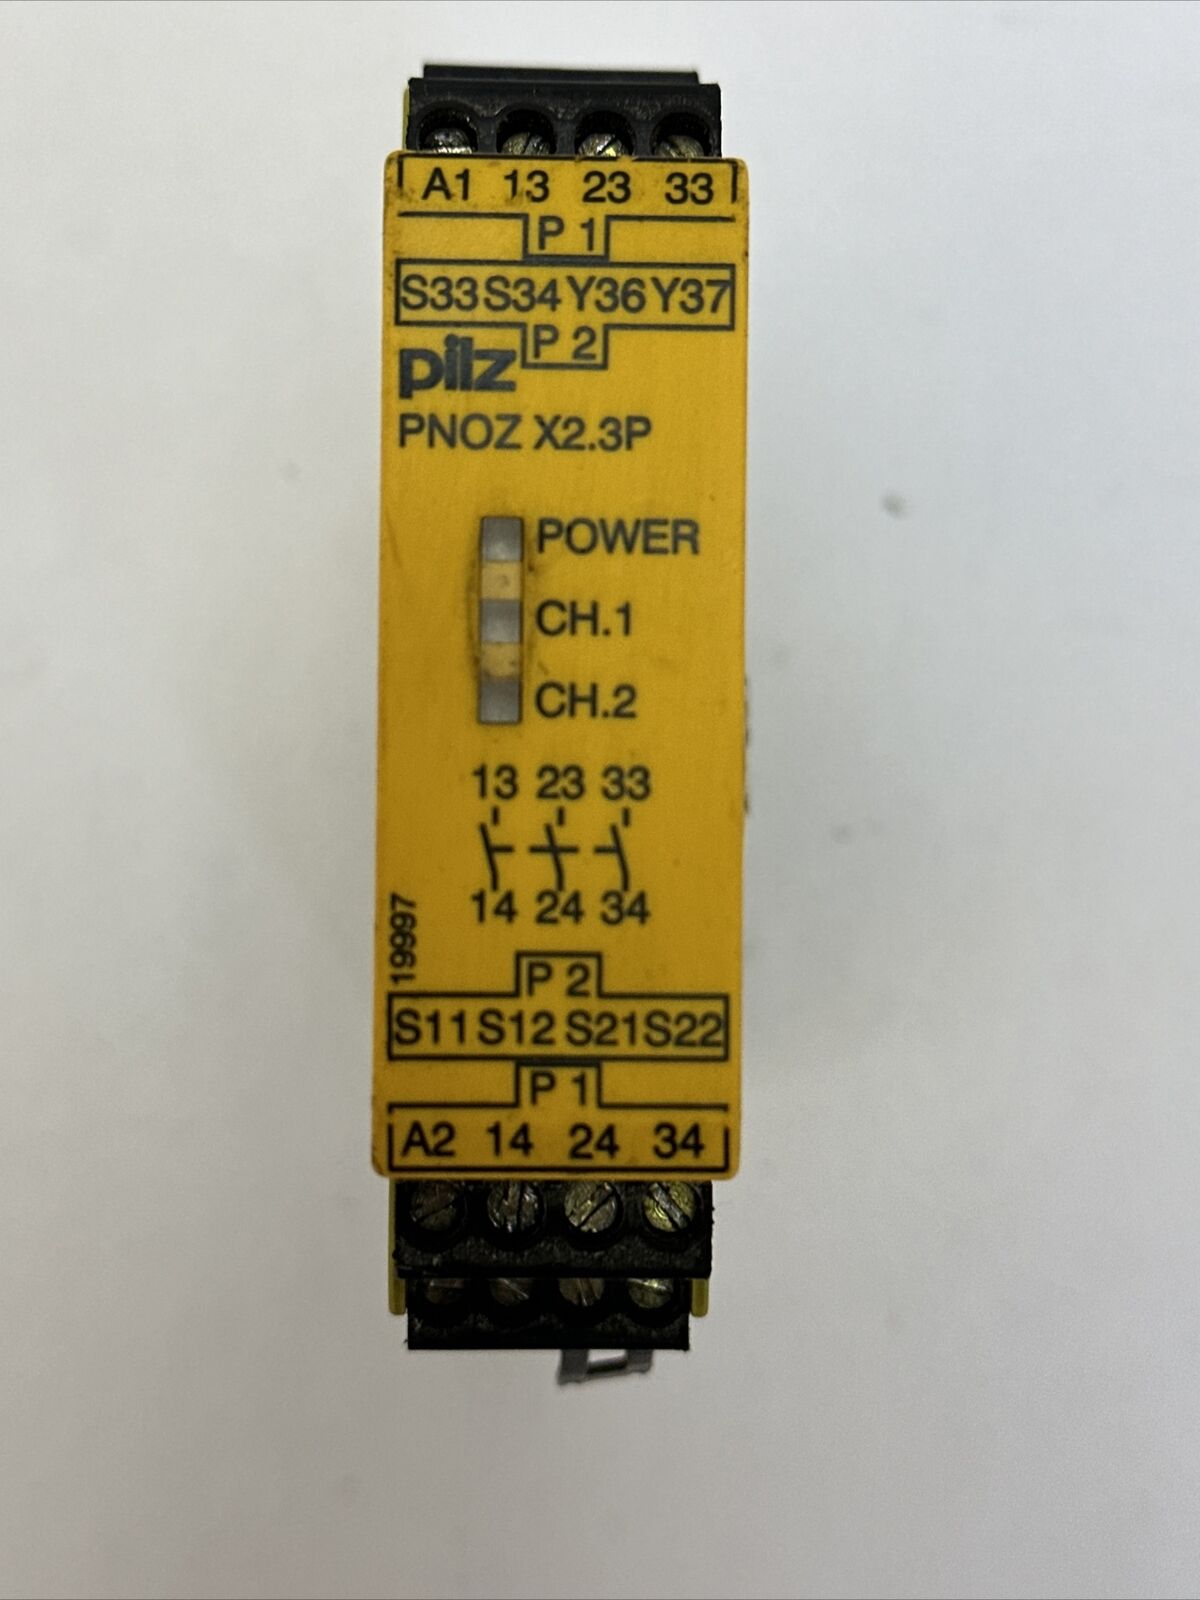 A1 13 23 33
P 1
S33 S34 Y36 Y37
P 2
pilz
PNOZ X2.3P
POWER
CH.1
CH.2
13 23 33
14 24 34
19997
P 2
S11 S12 S21 S22
P 1
A2 14 24 34